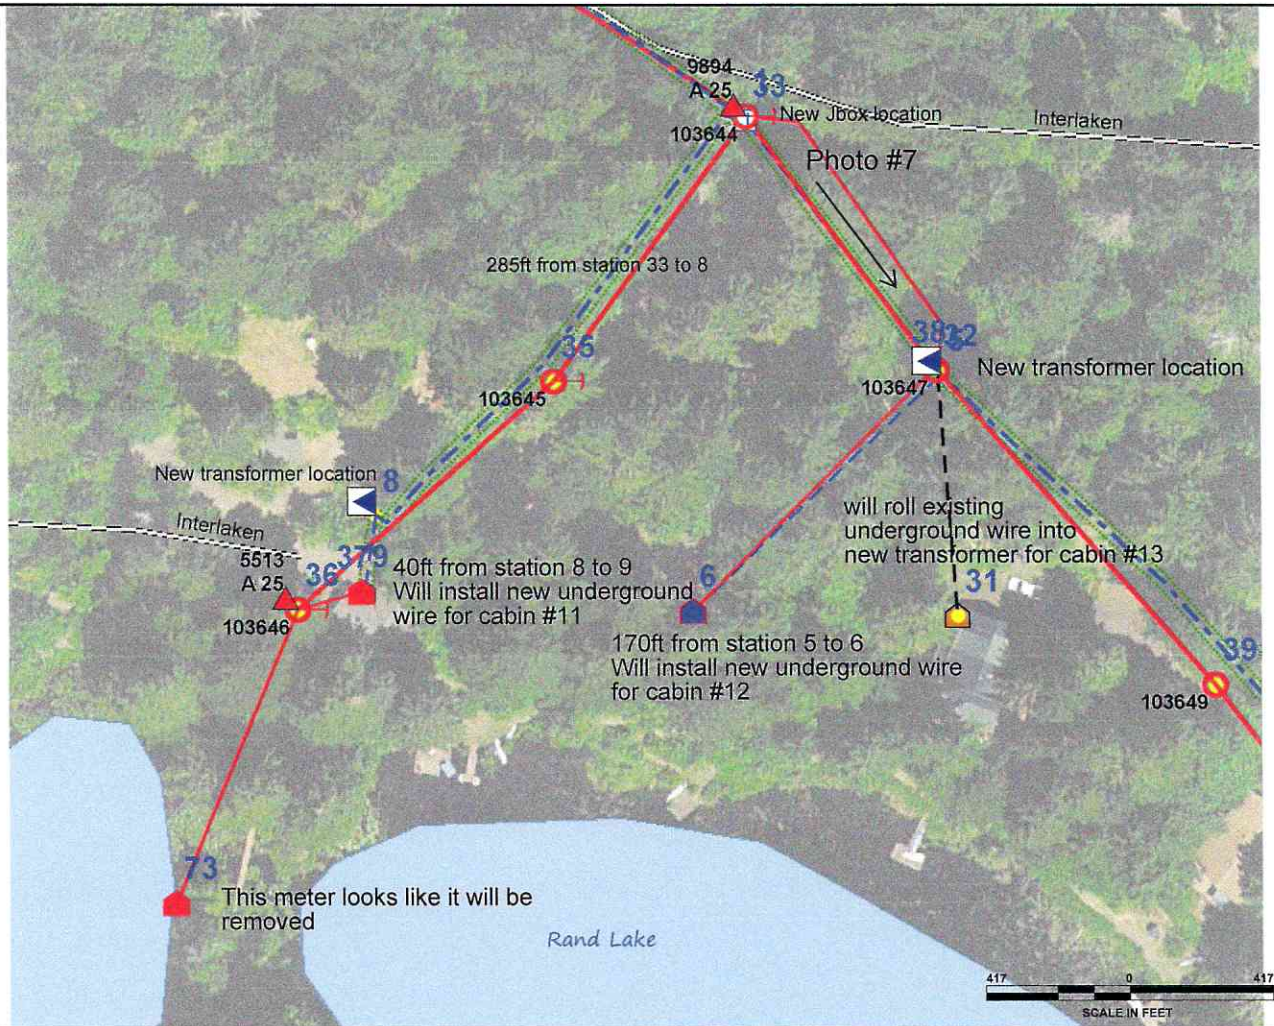 9894
A 25
33
103644
New Jbox location
Interlaken
Photo #7
285ft from station 33 to 8
35
103645
32
103647
New transformer location
New transformer location
8
Interlaken
5513
A 25
36
37
9
103646
40ft from station 8 to 9
Will install new underground
wire for cabin #11
6
170ft from station 5 to 6
Will install new underground wire
for cabin #12
will roll existing
underground wire into
new transformer for cabin #13
31
39
103649
73
This meter looks like it will be
removed
Rand Lake
417
0
417
SCALE IN FEET